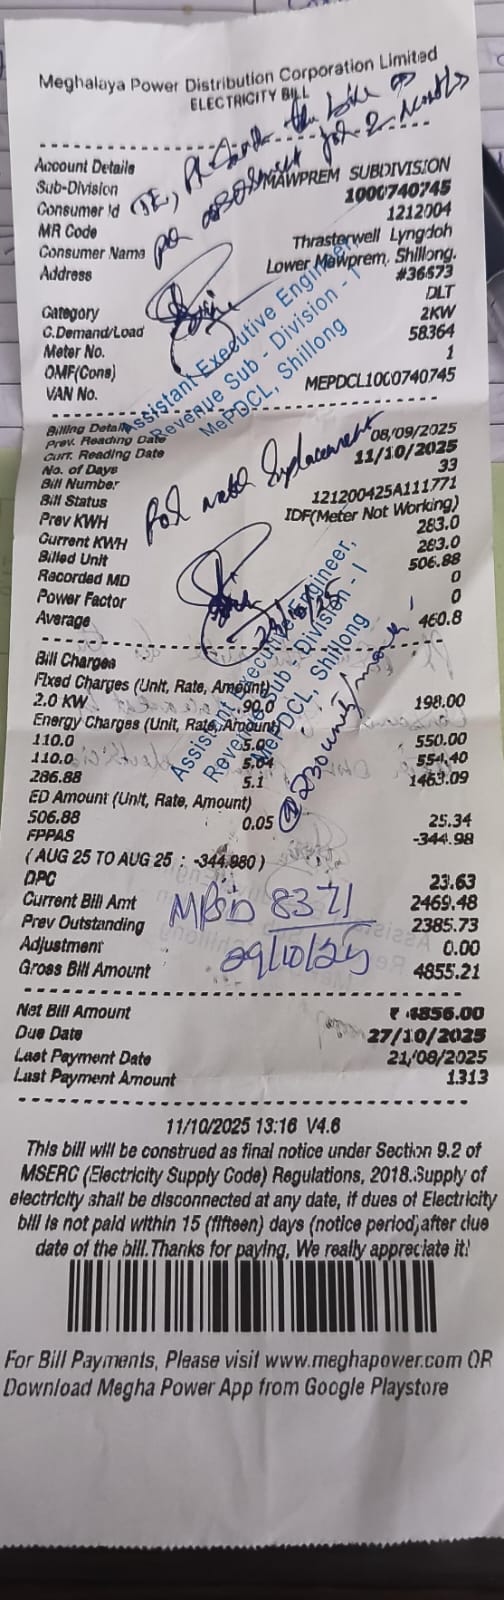 Meghalaya Power Distribution Corporation Limited
ELECTRICITY BILL
Account Details
Sub-Division MAWPREM SUBDIVISION
Consumer Id 1000740745
MR Code 1212004
Consumer Name Thrasterwell Lyngdoh
Address Lower Mawprem, Shillong.
#36573
Category DLT
C.Demand/Load 2KW
Meter No. 58364
OMF(Cons) 1
VAN No. MEPDCL1000740745
Assistant Executive Engineer
Revenue Sub - Division - 1
MePDCL, Shillong
Billing Details
Prev. Reading Date 08/09/2025
Curr. Reading Date 11/10/2025
No. of Days 33
Bill Number 121200425A111771
Bill Status IDF(Meter Not Working)
Prev KWH 283.0
Current KWH 283.0
Billed Unit 506.88
Recorded MD 0
Power Factor 0
Average 460.8
Assistant Executive Engineer,
Revenue Sub - Division - I
MePDCL, Shillong
@230 unit/month
Bill Charges
Fixed Charges (Unit, Rate, Amount)
2.0 KW 90.0 198.00
Energy Charges (Unit, Rate, Amount)
110.0 5.0 550.00
110.0 5.04 554.40
286.88 5.1 1463.09
ED Amount (Unit, Rate, Amount)
506.88 0.05 25.34
FPPAS -344.98
( AUG 25 TO AUG 25 : -344.980 )
DPC 23.63
Current Bill Amt 2469.48
Prev Outstanding 2385.73
Adjustment 0.00
Gross Bill Amount 4855.21
8371
29/10/25
Net Bill Amount ₹ 4856.00
Due Date 27/10/2025
Last Payment Date 21/08/2025
Last Payment Amount 1313
11/10/2025 13:16 V4.6
This bill will be construed as final notice under Section 9.2 of
MSERC (Electricity Supply Code) Regulations, 2018.Supply of
electricity shall be disconnected at any date, if dues of Electricity
bill is not paid within 15 (fifteen) days (notice period) after due
date of the bill.Thanks for paying, We really appreciate it!
For Bill Payments, Please visit www.meghapower.com OR
Download Megha Power App from Google Playstore